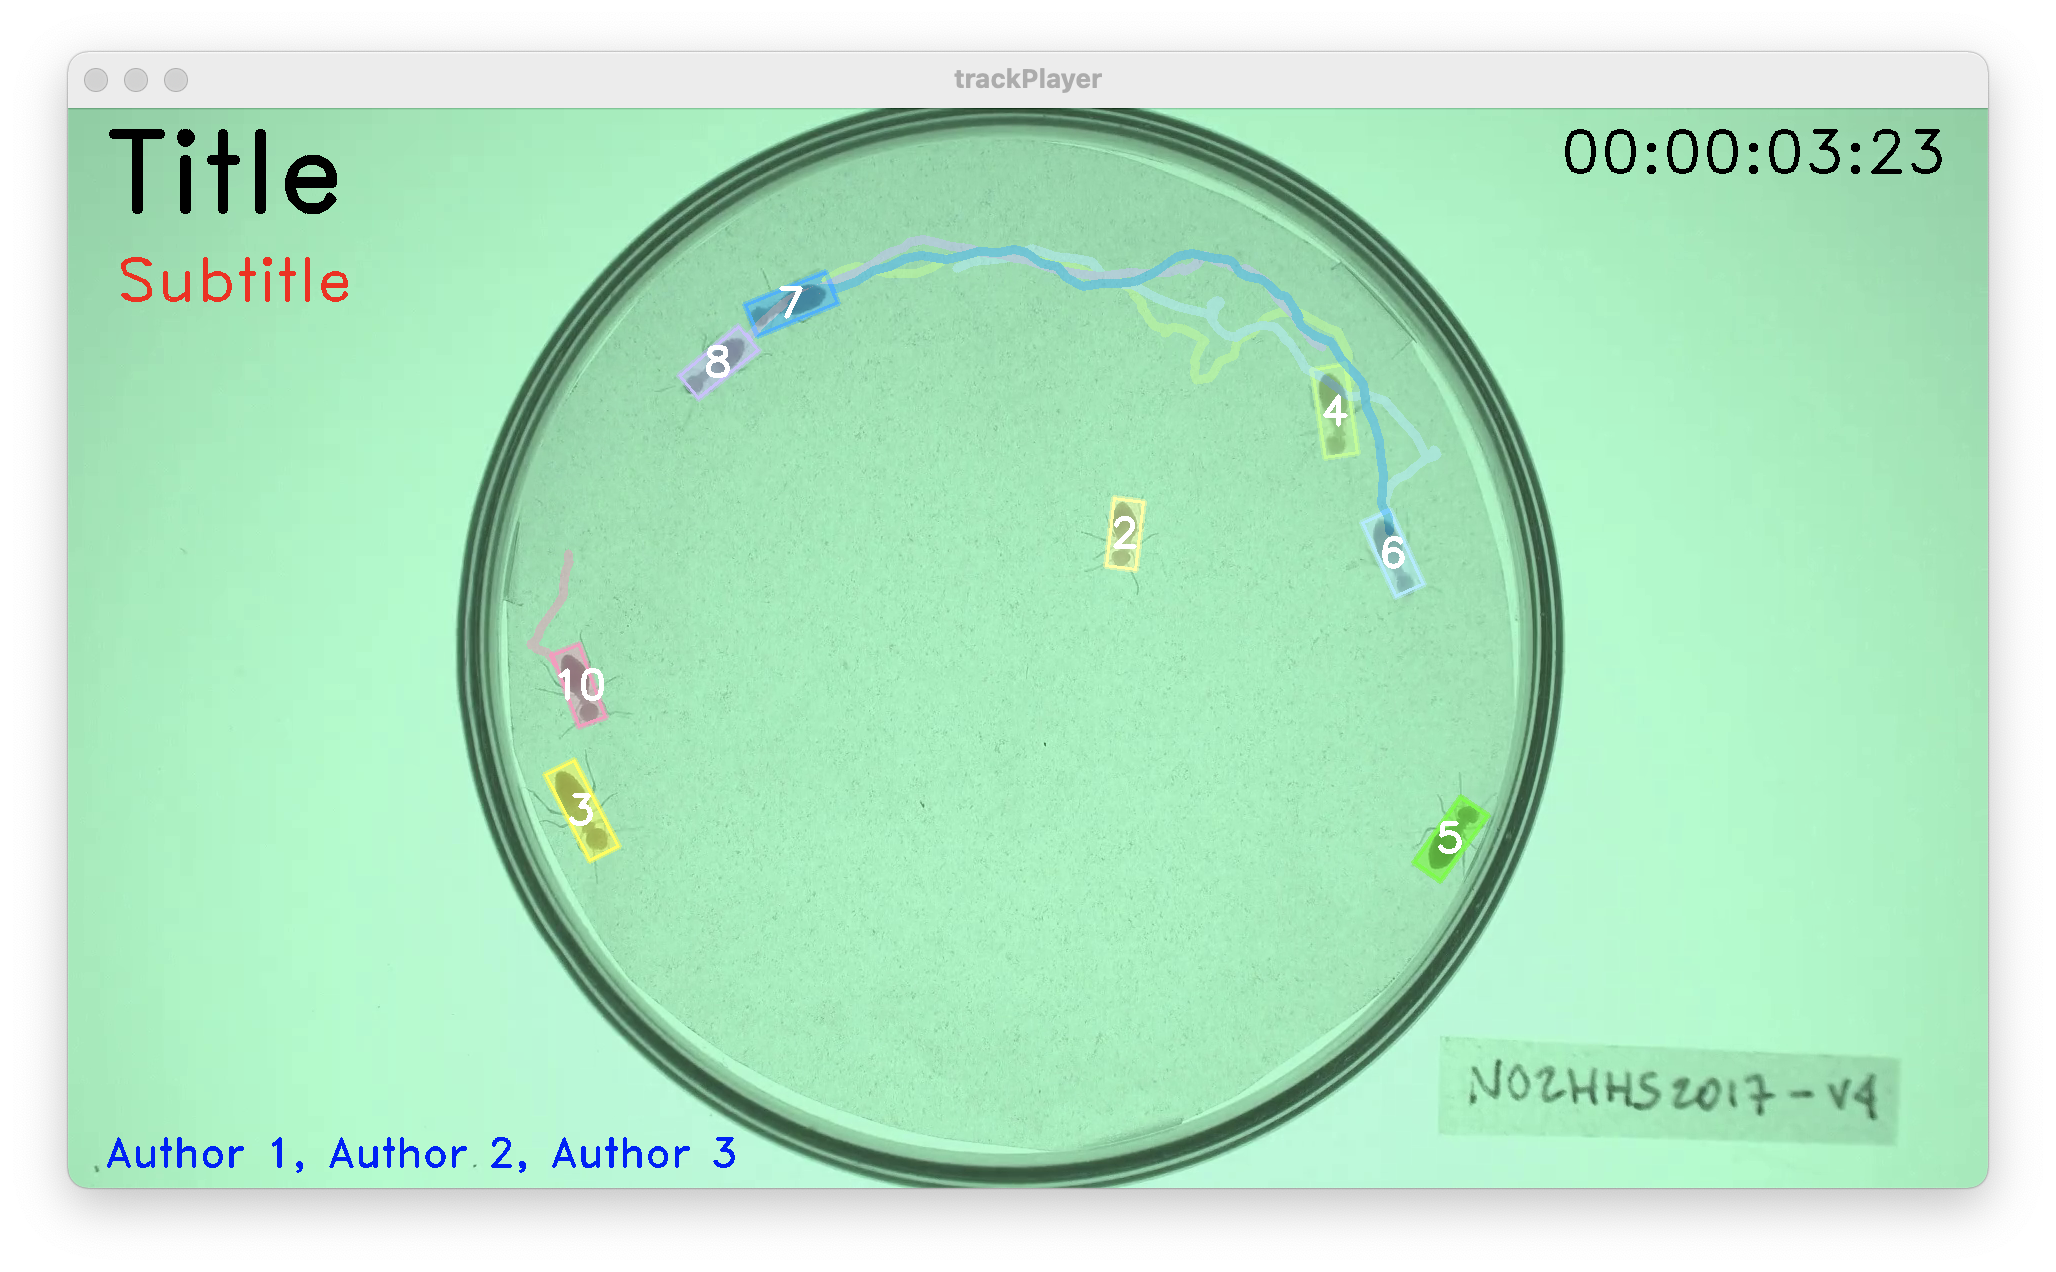 trackPlayer
Title
00:00:03:23
Subtitle
7
8
4
2
6
10
3
5
N02HHS2017-V4
Author 1, Author 2, Author 3